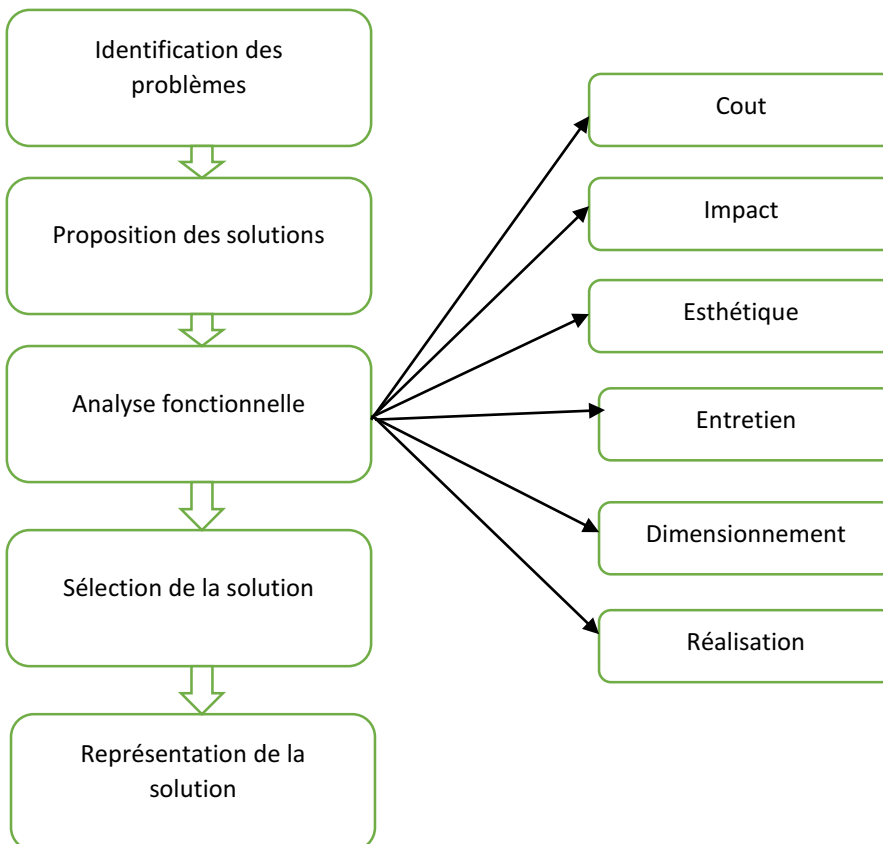 Identification des
problèmes
Proposition des solutions
Analyse fonctionnelle
Sélection de la solution
Représentation de la
solution
Cout
Impact
Esthétique
Entretien
Dimensionnement
Réalisation